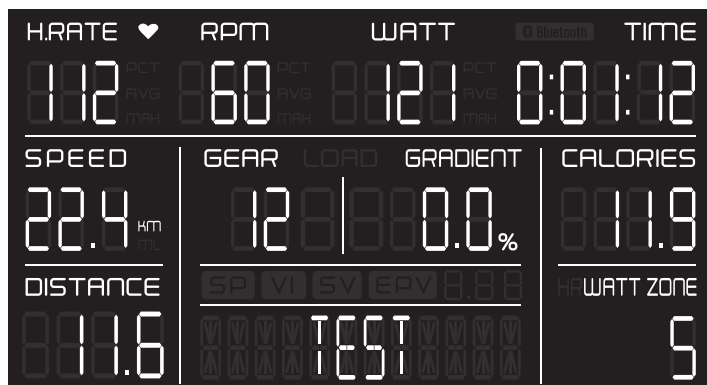 H.RATE RPM WATT Bluetooth TIME
PCT PCT PCT
AVG AVG AVG
MAX MAX MAX
112 60 121 0:01:12
SPEED GEAR LOAD GRADIENT CALORIES
22.4 KM ML 12 0.0% 11.9
DISTANCE SP VI SV EPV HR WATT ZONE
11.6 TEST 5